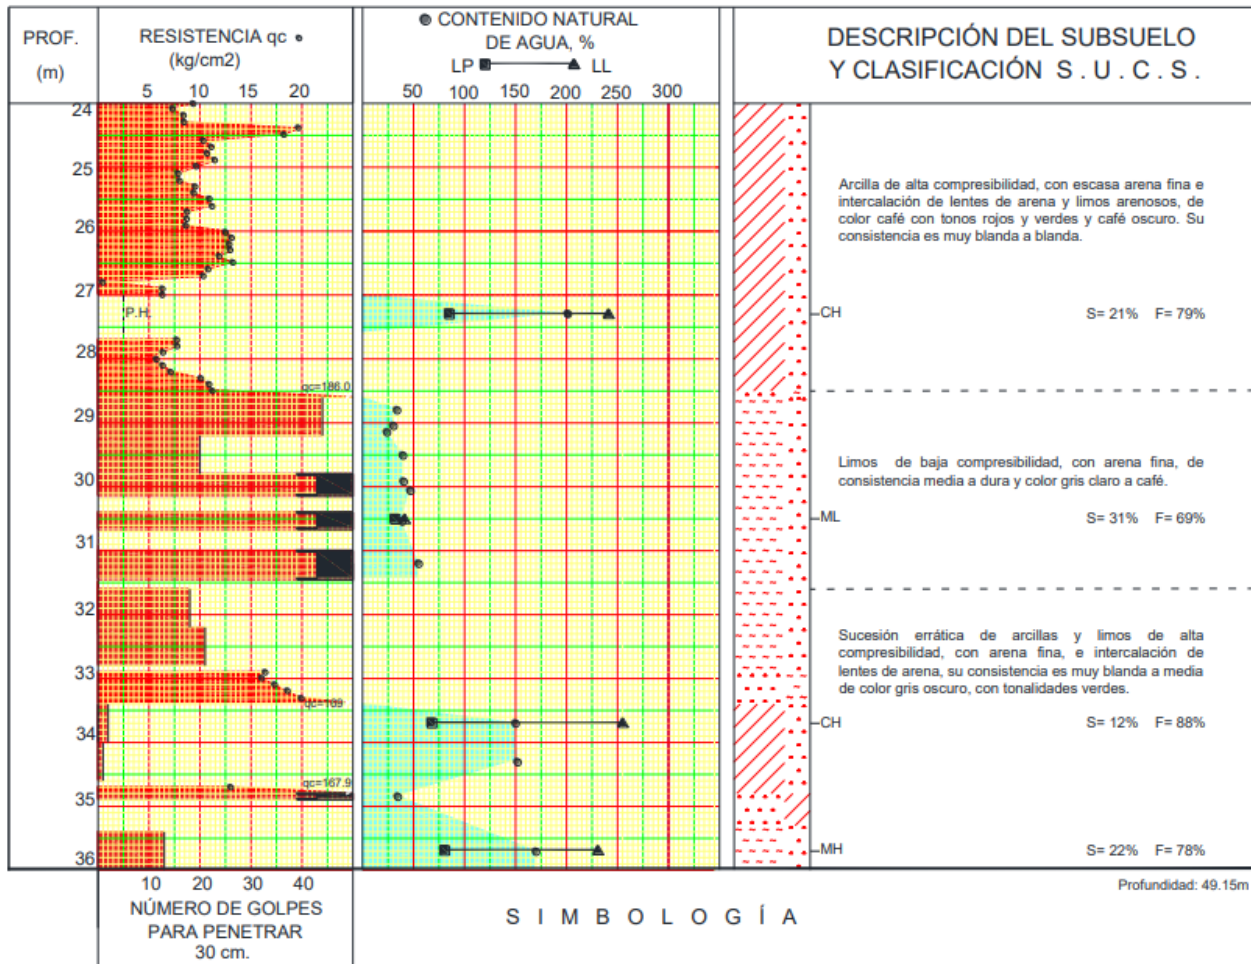 PROF.
(m)
RESISTENCIA qc
(kg/cm2)
5 10 15 20
CONTENIDO NATURAL
DE AGUA, %
LP LL
50 100 150 200 250 300
DESCRIPCIÓN DEL SUBSUELO
Y CLASIFICACIÓN S . U . C . S .
24
25
Arcilla de alta compresibilidad, con escasa arena fina e
intercalación de lentes de arena y limos arenosos, de
color café con tonos rojos y verdes y café oscuro. Su
consistencia es muy blanda a blanda.
26
27
P.H.
CH S= 21% F= 79%
28
qc=186.0
29
30
Limos de baja compresibilidad, con arena fina, de
consistencia media a dura y color gris claro a café.
ML S= 31% F= 69%
31
32
Sucesión errática de arcillas y limos de alta
compresibilidad, con arena fina, e intercalación de
lentes de arena, su consistencia es muy blanda a media
de color gris oscuro, con tonalidades verdes.
33
qc=109
CH S= 12% F= 88%
34
qc=167.9
35
MH S= 22% F= 78%
36
10 20 30 40
Profundidad: 49.15m
NÚMERO DE GOLPES
PARA PENETRAR
30 cm.
S I M B O L O G Í A